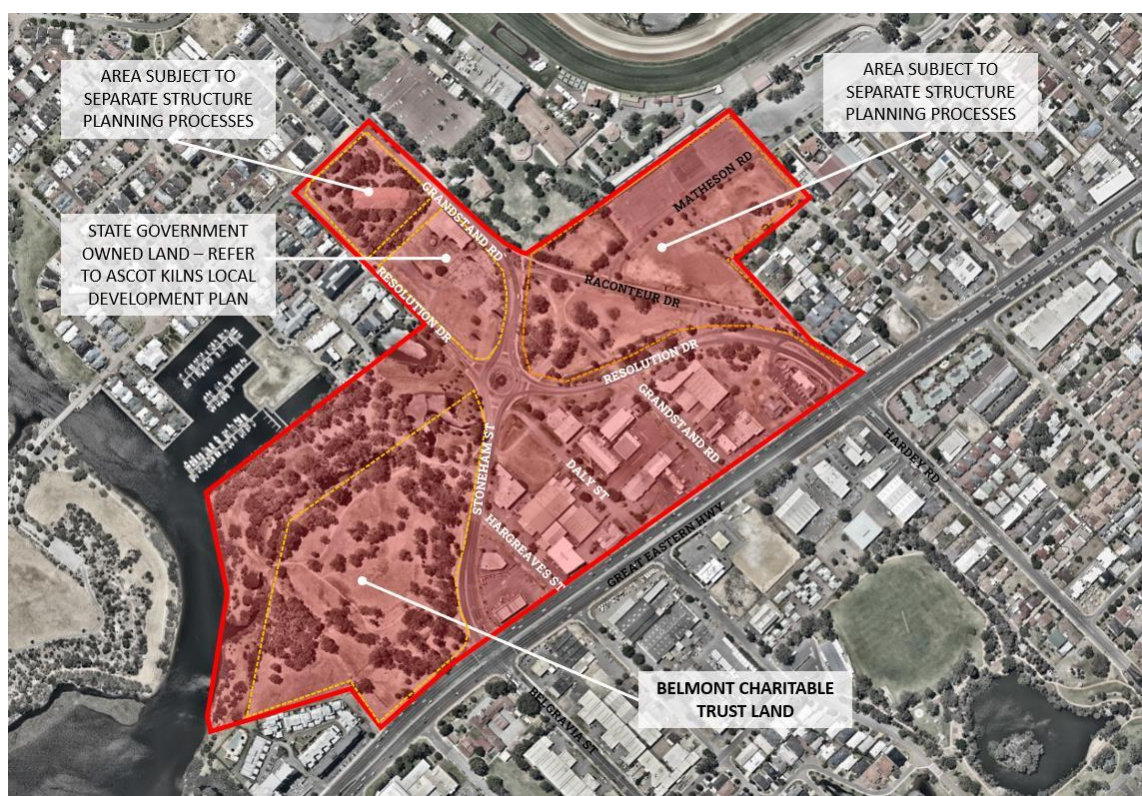 AREA SUBJECT TO
SEPARATE STRUCTURE
PLANNING PROCESSES
AREA SUBJECT TO
SEPARATE STRUCTURE
PLANNING PROCESSES
STATE GOVERNMENT
OWNED LAND – REFER
TO ASCOT KILNS LOCAL
DEVELOPMENT PLAN
GRANDSTAND RD
MATHESON RD
RESOLUTION DR
RACONTEUR DR
RESOLUTION DR
GRANDSTAND RD
STONEHAM ST
DALY ST
HARGREAVES ST
GREAT EASTERN HWY
HARDEY RD
BELGRAVIA ST
BELMONT CHARITABLE
TRUST LAND